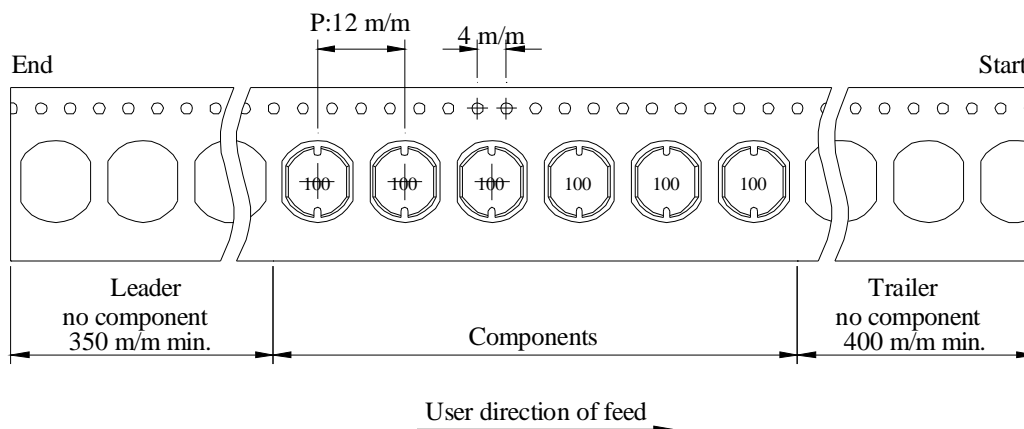 P:12 m/m
4 m/m
End
Start
100
100
100
100
100
100
Leader
no component
350 m/m min.
Components
Trailer
no component
400 m/m min.
User direction of feed